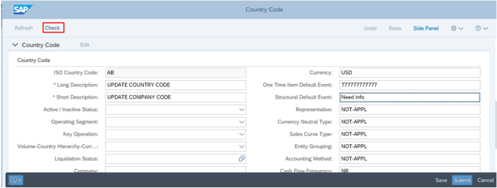 SAP
Country Code
Refresh Check Undo Redo Side Panel
Country Code Edit
Country Code
ISO Country Code: AB Currency: USD
* Long Description: UPDATE COUNTRY CODE One Time Item Default Event: 777777777777
* Short Description: UPDATE COMPANY CODE Structural Default Event: Need info
Active / Inactive Status: Representative: NOT-APPL
Operating Segment: Currency Neutral Type: NOT-APPL
Key Operation: Sales Curve Type: NOT-APPL
Volume-Country Hierarchy-Curr... Entity Grouping: NOT-APPL
Liquidation Status: Accounting Method: NOT-APPL
Company: Cash Flow Frequency: NR
Save Submit Cancel